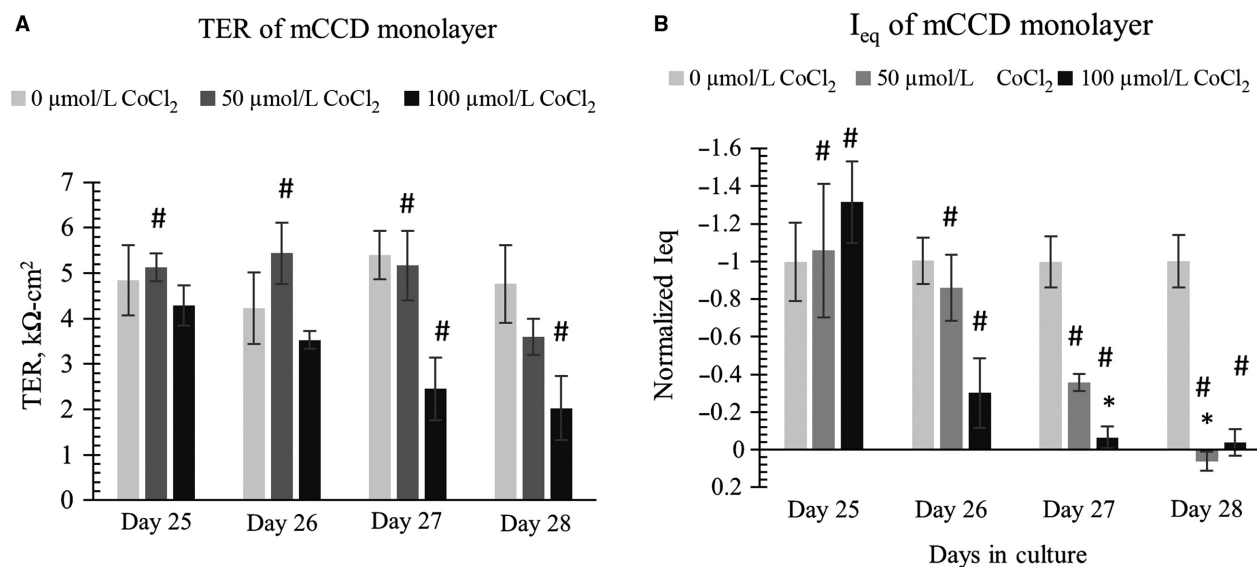 A
TER of mCCD monolayer
0 µmol/L CoCl2 50 µmol/L CoCl2 100 µmol/L CoCl2
TER, kΩ-cm2
7
6
5
4
3
2
1
0
#
#
#
#
#
Day 25 Day 26 Day 27 Day 28
B
Ieq of mCCD monolayer
0 µmol/L CoCl2 50 µmol/L CoCl2 100 µmol/L CoCl2
Normalized Ieq
–1.6
–1.4
–1.2
–1
–0.8
–0.6
–0.4
–0.2
0
0.2
# #
#
#
#
#
*
#
*
#
Day 25 Day 26 Day 27 Day 28
Days in culture